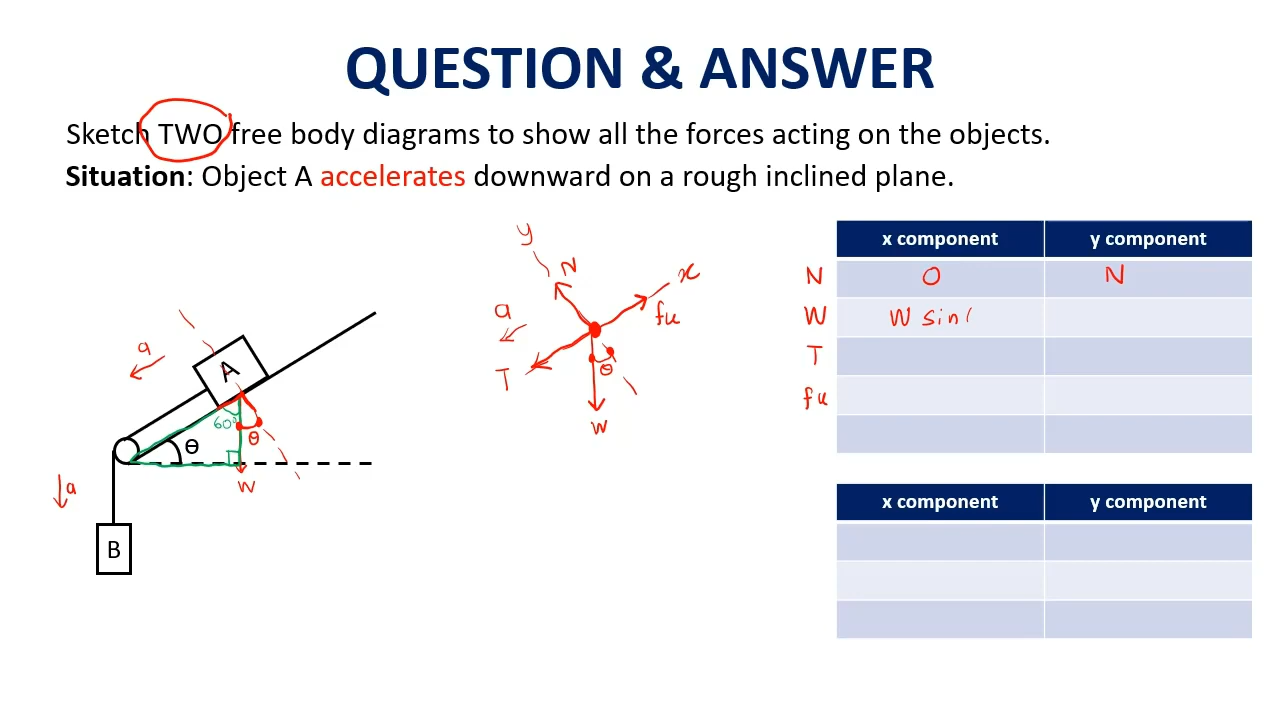 QUESTION & ANSWER
Sketch TWO free body diagrams to show all the forces acting on the objects.
Situation: Object A accelerates downward on a rough inclined plane.
y
N
x
a
fu
T
θ
W
a
A
60°
θ
θ
W
a
B
x component y component
N 0 N
W W sin(
T
fu
x component y component